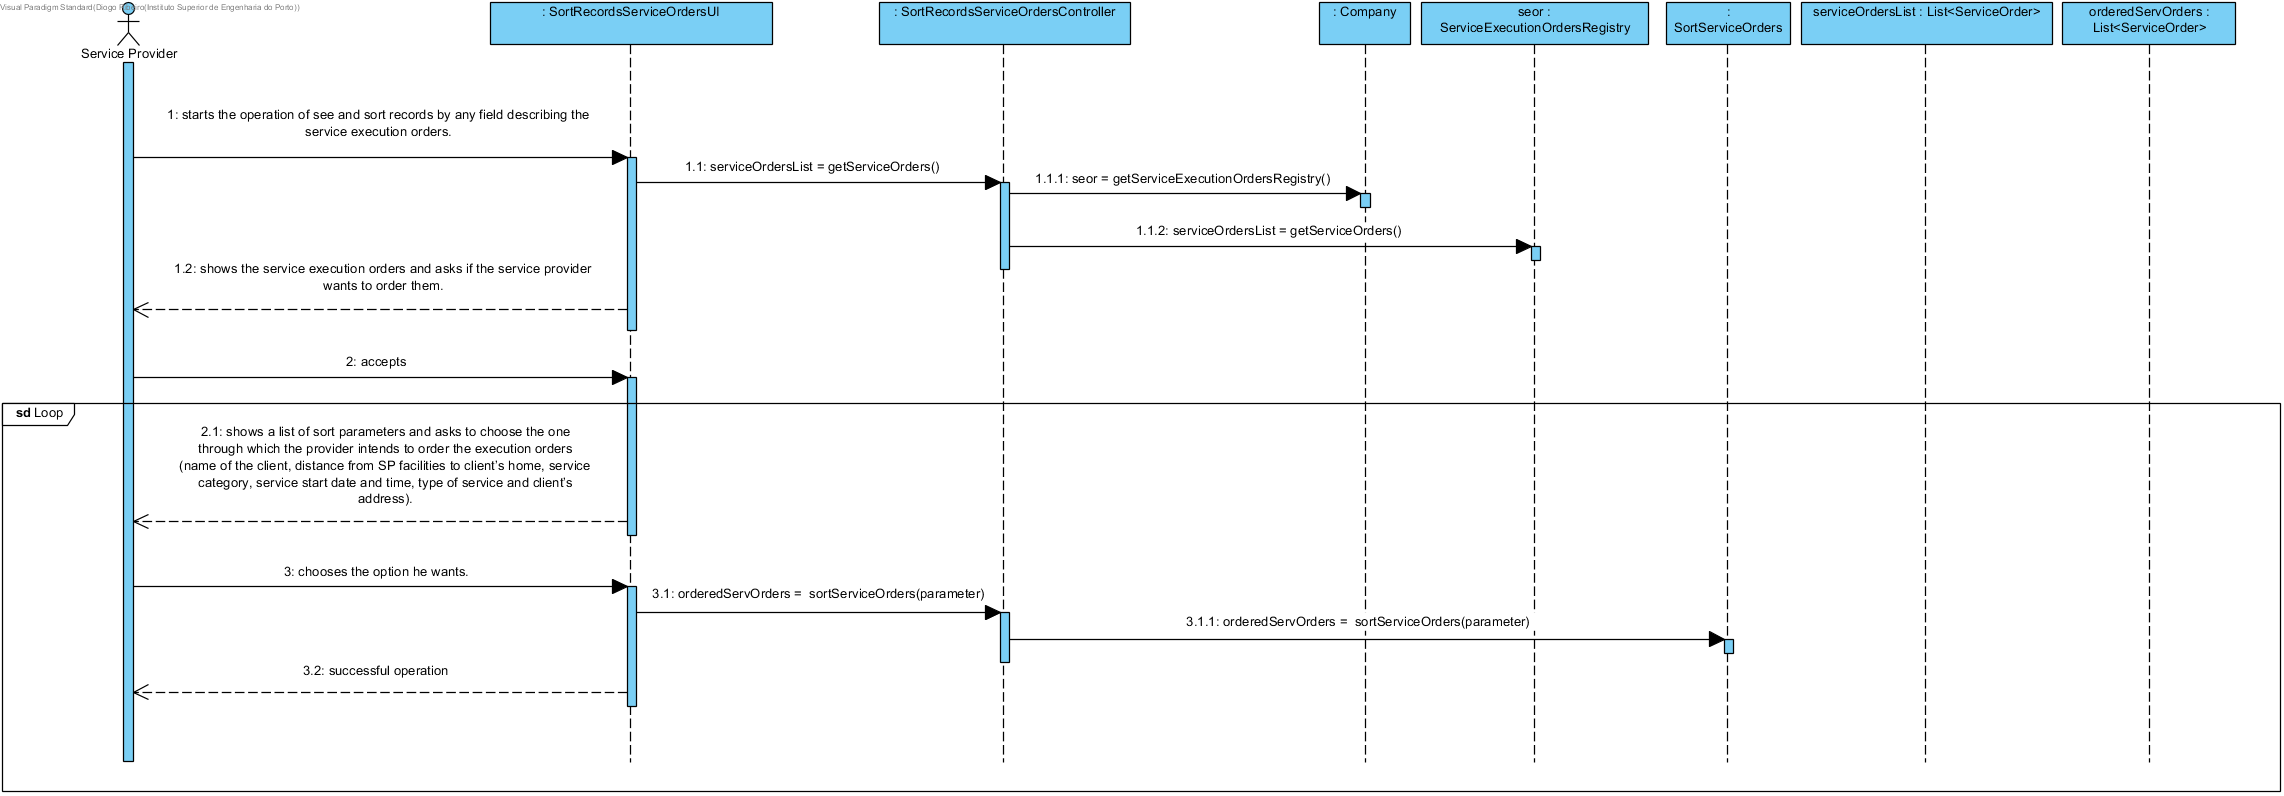 Visual Paradigm Standard(Diogo Ribeiro(Instituto Superior de Engenharia do Porto))
: SortRecordsServiceOrdersUI
: SortRecordsServiceOrdersController
: Company
seor :
ServiceExecutionOrdersRegistry
:
SortServiceOrders
serviceOrdersList : List<ServiceOrder>
orderedServOrders :
List<ServiceOrder>
Service Provider
1: starts the operation of see and sort records by any field describing the
service execution orders.
1.1: serviceOrdersList = getServiceOrders()
1.1.1: seor = getServiceExecutionOrdersRegistry()
1.1.2: serviceOrdersList = getServiceOrders()
1.2: shows the service execution orders and asks if the service provider
wants to order them.
2: accepts
sd Loop
2.1: shows a list of sort parameters and asks to choose the one
through which the provider intends to order the execution orders
(name of the client, distance from SP facilities to client's home, service
category, service start date and time, type of service and client's
address).
3: chooses the option he wants.
3.1: orderedServOrders = sortServiceOrders(parameter)
3.1.1: orderedServOrders = sortServiceOrders(parameter)
3.2: successful operation